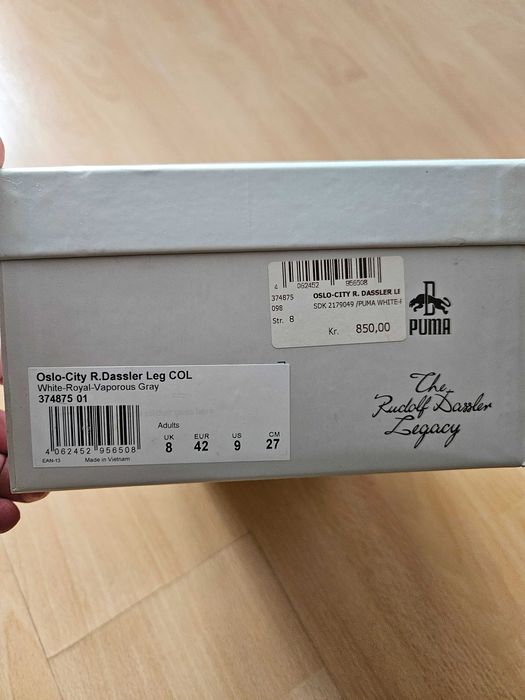 4 062452 956508
374875 OSLO-CITY R. DASSLER LE
098 SDK 2179049 /PUMA WHITE-
Str. 8
Kr. 850,00
PUMA
Oslo-City R.Dassler Leg COL
White-Royal-Vaporous Gray
374875 01
Adults
UK EUR US CM
8 42 9 27
4 062452 956508
EAN-13 Made in Vietnam
The
Rudolf Dassler
Legacy